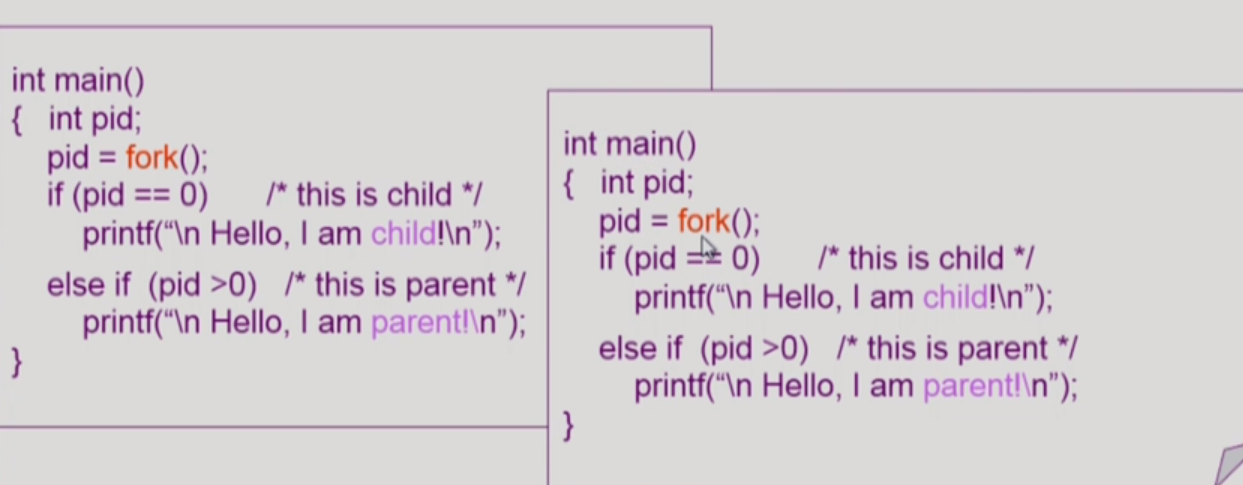 int main()
{ int pid;
pid = fork();
if (pid == 0) /* this is child */
printf(“\n Hello, I am child!\n”);
else if (pid >0) /* this is parent */
printf(“\n Hello, I am parent!\n”);
}
int main()
{ int pid;
pid = fork();
if (pid == 0) /* this is child */
printf(“\n Hello, I am child!\n”);
else if (pid >0) /* this is parent */
printf(“\n Hello, I am parent!\n”);
}